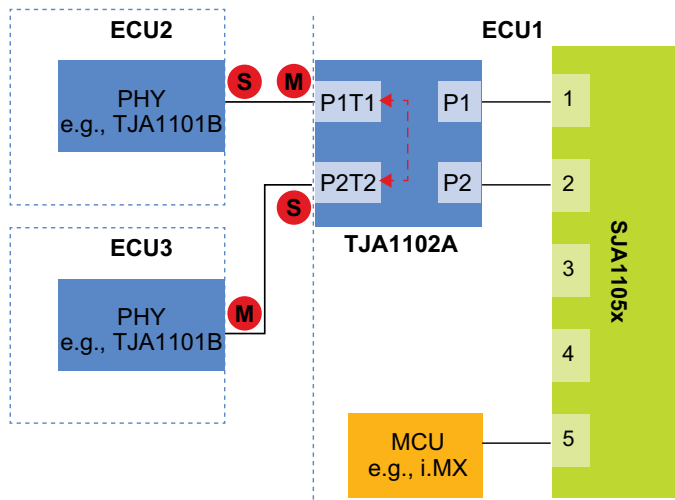 ECU2
ECU1
S
M
PHY
e.g., TJA1101B
P1T1
P1
1
P2T2
P2
2
S
TJA1102A
ECU3
3
SJA1105x
M
PHY
e.g., TJA1101B
4
MCU
e.g., i.MX
5